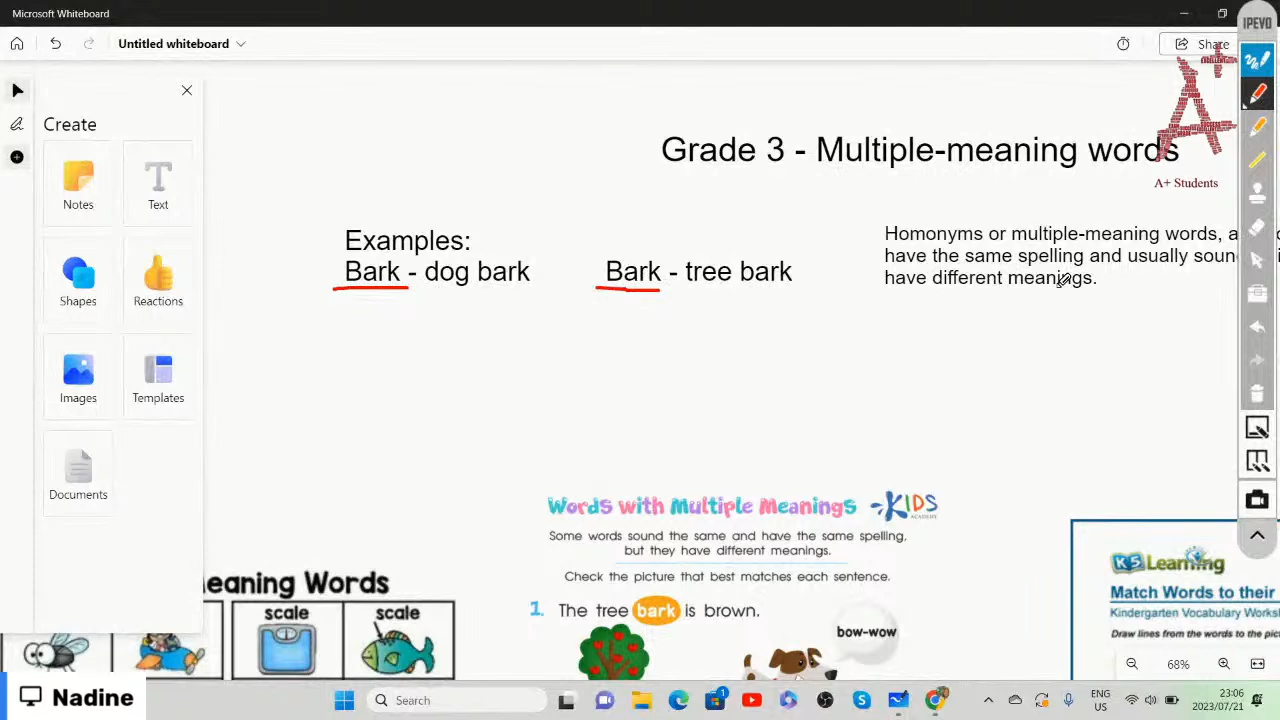 Microsoft Whiteboard
IPEVO
Untitled whiteboard
Share
Create
Notes
Text
Shapes
Reactions
Images
Templates
Documents
Grade 3 - Multiple-meaning words
A+
A+ Students
Examples:
Bark - dog bark
Bark - tree bark
Homonyms or multiple-meaning words, a
have the same spelling and usually soun
have different meanings.
Words with Multiple Meanings
KIDS
ACADEMY
Some words sound the same and have the same spelling,
but they have different meanings.
Check the picture that best matches each sentence.
1. The tree bark is brown.
bow-wow
eaning Words
scale
scale
K5 Learning
Match Words to their
Kindergarten Vocabulary Worksh
Draw lines from the words to the pic
68%
Nadine
Search
1
ENG
US
23:06
2023/07/21